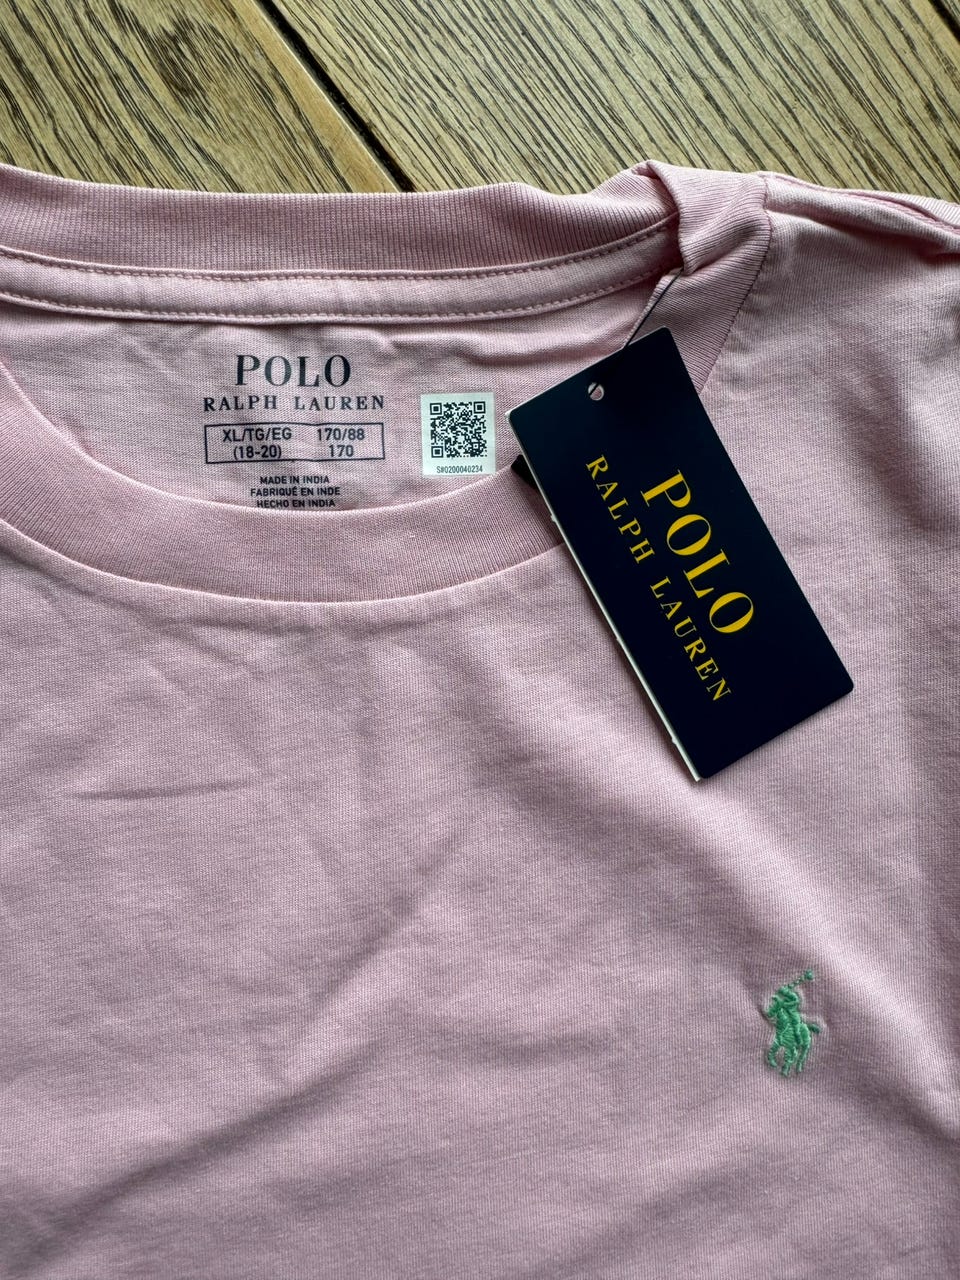 POLO
RALPH LAUREN
XL/TG/EG 170/88
(18-20) 170
MADE IN INDIA
FABRIQUÉ EN INDE
HECHO EN INDIA
S#0200040234
POLO
RALPH LAUREN